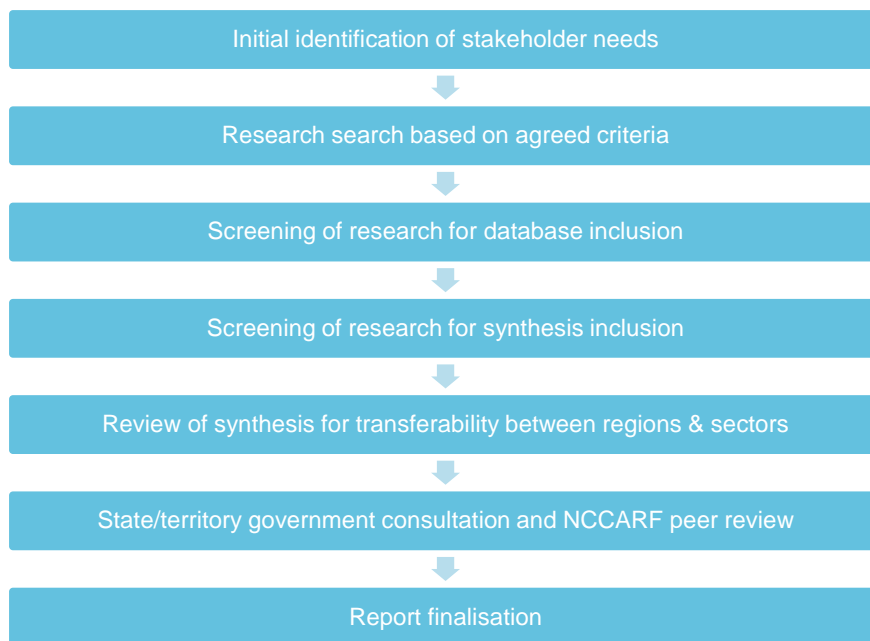 Initial identification of stakeholder needs
Research search based on agreed criteria
Screening of research for database inclusion
Screening of research for synthesis inclusion
Review of synthesis for transferability between regions & sectors
State/territory government consultation and NCCARF peer review
Report finalisation